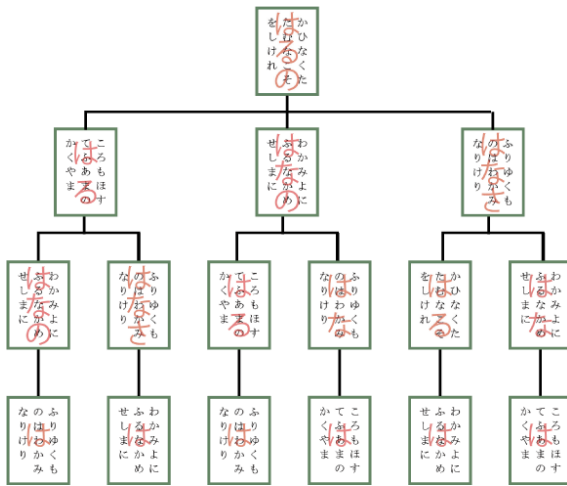 かひなくた
たむなこそ
をしけれ
はるの
ころもほす
てふあまの
かくやま
はる
わかみよに
ふるなかめ
せしまに
はなの
ふりゆくも
のはわかみ
なりけり
はなさ
わかみよに
ふるなかめ
せしまに
はなの
ふりゆくも
のはわかみ
なりけり
はなさ
ころもほす
てふあまの
かくやま
はる
ふりゆくも
のはわかみ
なりけり
はな
かひなくた
たむなこそ
をしけれ
はる
わかみよに
ふるなかめ
せしまに
はな
ふりゆくも
のはわかみ
なりけり
は
わかみよに
ふるなかめ
せしまに
は
ふりゆくも
のはわかみ
なりけり
は
ころもほす
てふあまの
かくやま
は
わかみよに
ふるなかめ
せしまに
は
ころもほす
てふあまの
かくやま
は